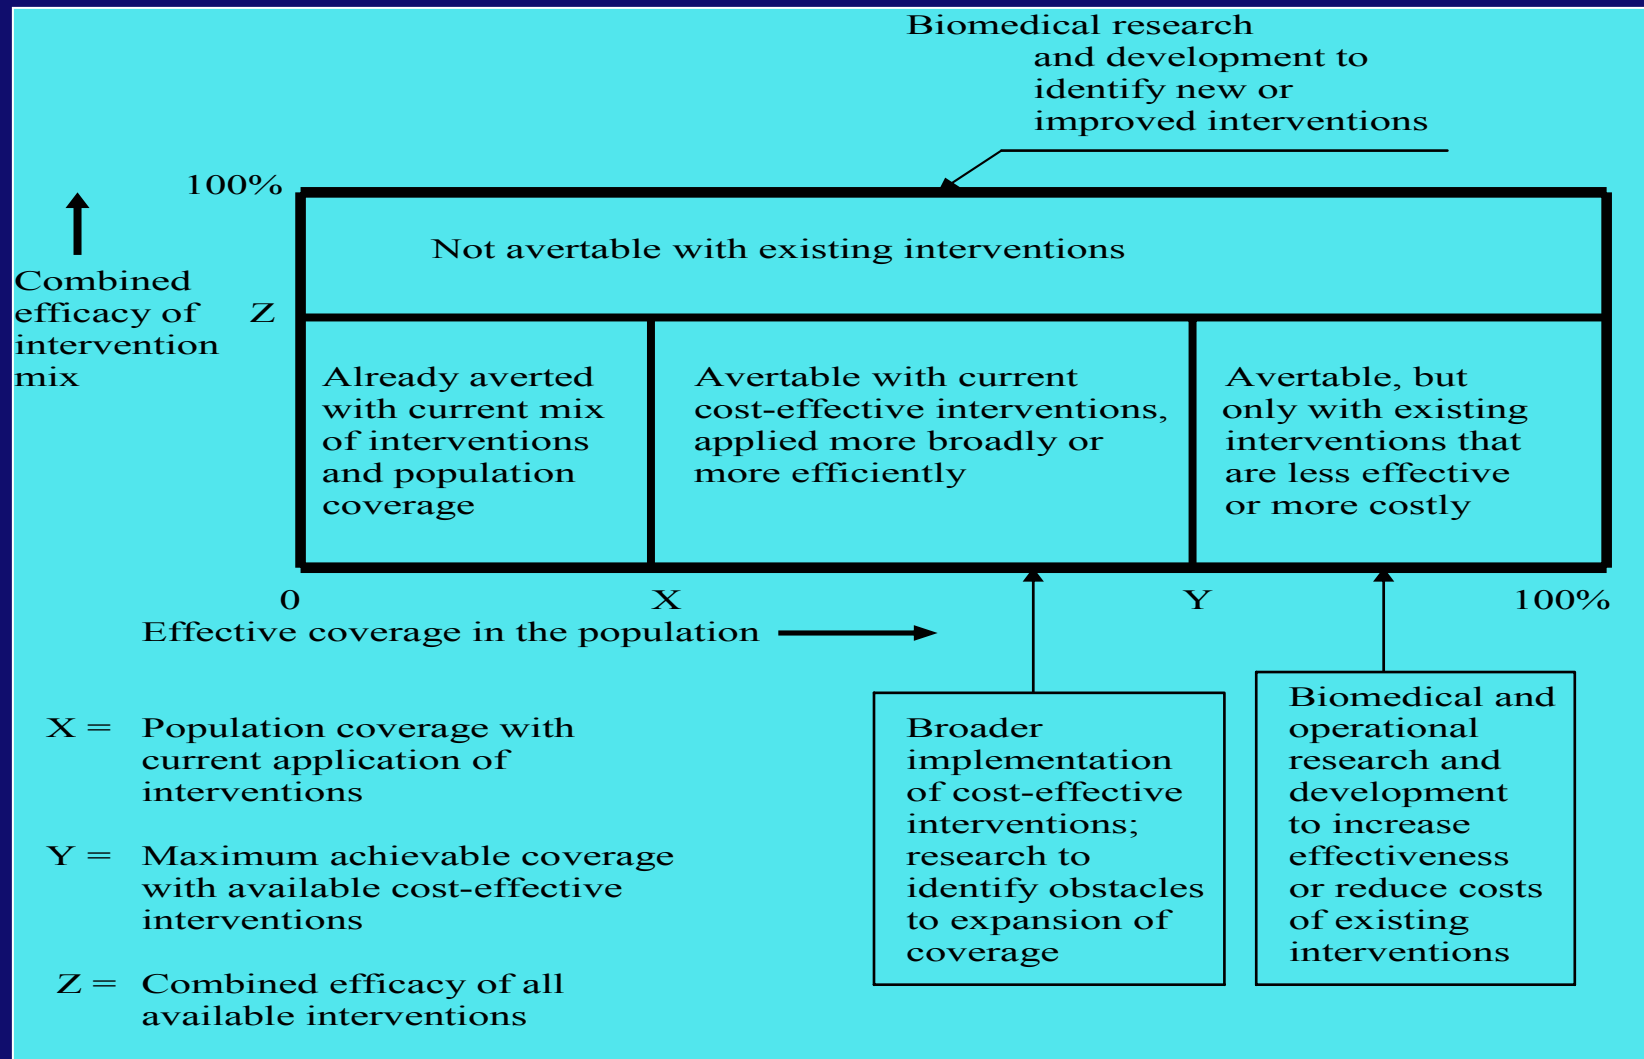 Biomedical research
and development to
identify new or
improved interventions
100%
Combined
efficacy of
intervention
mix
Z
Not avertable with existing interventions
Already averted
with current mix
of interventions
and population
coverage
Avertable with current
cost-effective interventions,
applied more broadly or
more efficiently
Avertable, but
only with existing
interventions that
are less effective
or more costly
0
X
Y
100%
Effective coverage in the population
X = Population coverage with
current application of
interventions
Y = Maximum achievable coverage
with available cost-effective
interventions
Z = Combined efficacy of all
available interventions
Broader
implementation
of cost-effective
interventions;
research to
identify obstacles
to expansion of
coverage
Biomedical and
operational
research and
development
to increase
effectiveness
or reduce costs
of existing
interventions